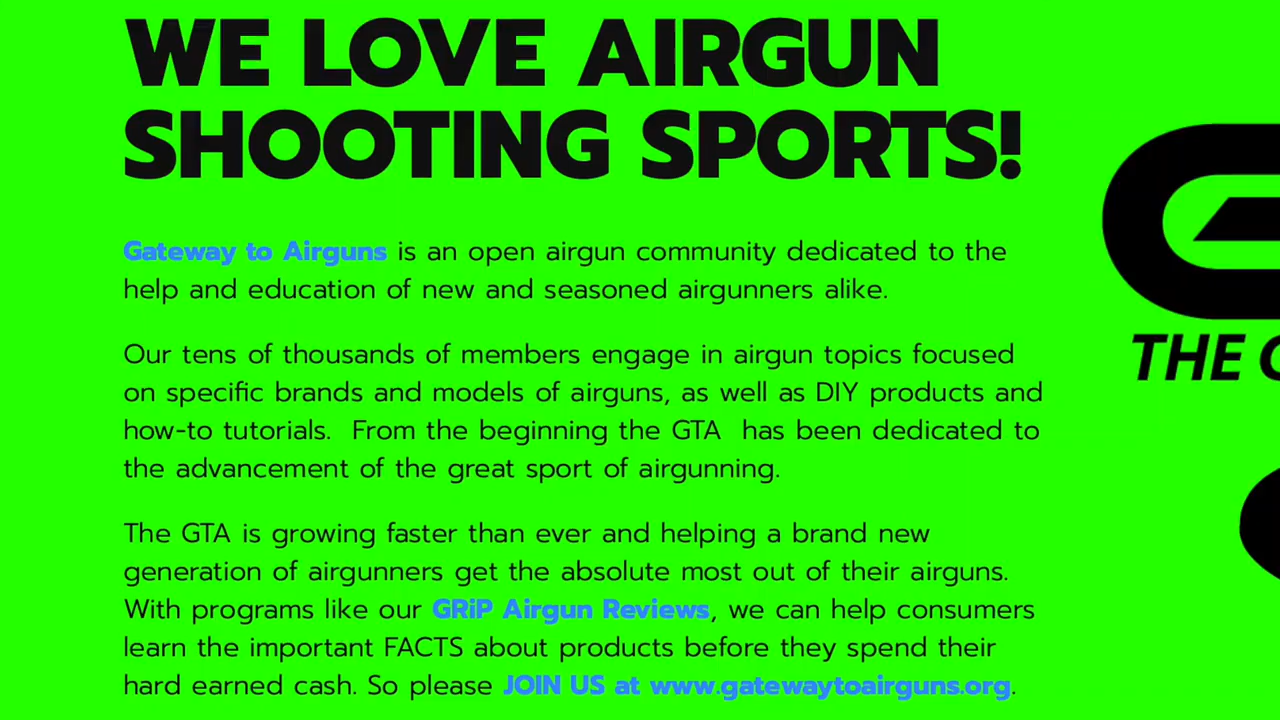 WE LOVE AIRGUN
SHOOTING SPORTS!
Gateway to Airguns is an open airgun community dedicated to the
help and education of new and seasoned airgunners alike.
Our tens of thousands of members engage in airgun topics focused
on specific brands and models of airguns, as well as DIY products and
how-to tutorials.  From the beginning the GTA  has been dedicated to
the advancement of the great sport of airgunning.
The GTA is growing faster than ever and helping a brand new
generation of airgunners get the absolute most out of their airguns.
With programs like our GRiP Airgun Reviews, we can help consumers
learn the important FACTS about products before they spend their
hard earned cash. So please JOIN US at www.gatewaytoairguns.org.
THE